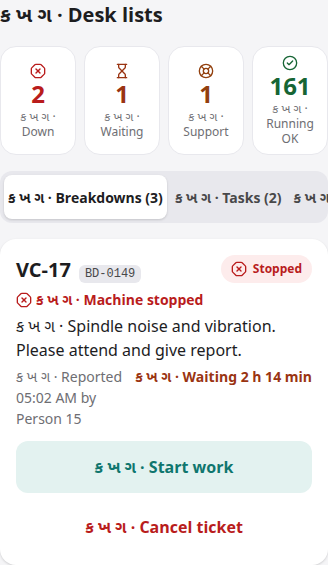 ક ખ ગ · Desk lists
2
ક ખ ગ ·
Down
1
ક ખ ગ ·
Waiting
1
ક ખ ગ ·
Support
161
ક ખ ગ ·
Running
OK
ક ખ ગ · Breakdowns (3)
ક ખ ગ · Tasks (2)
ક ખ
VC-17
BD-0149
Stopped
ક ખ ગ · Machine stopped
ક ખ ગ · Spindle noise and vibration.
Please attend and give report.
ક ખ ગ · Reported
05:02 AM by
Person 15
ક ખ ગ · Waiting 2 h 14 min
ક ખ ગ · Start work
ક ખ ગ · Cancel ticket